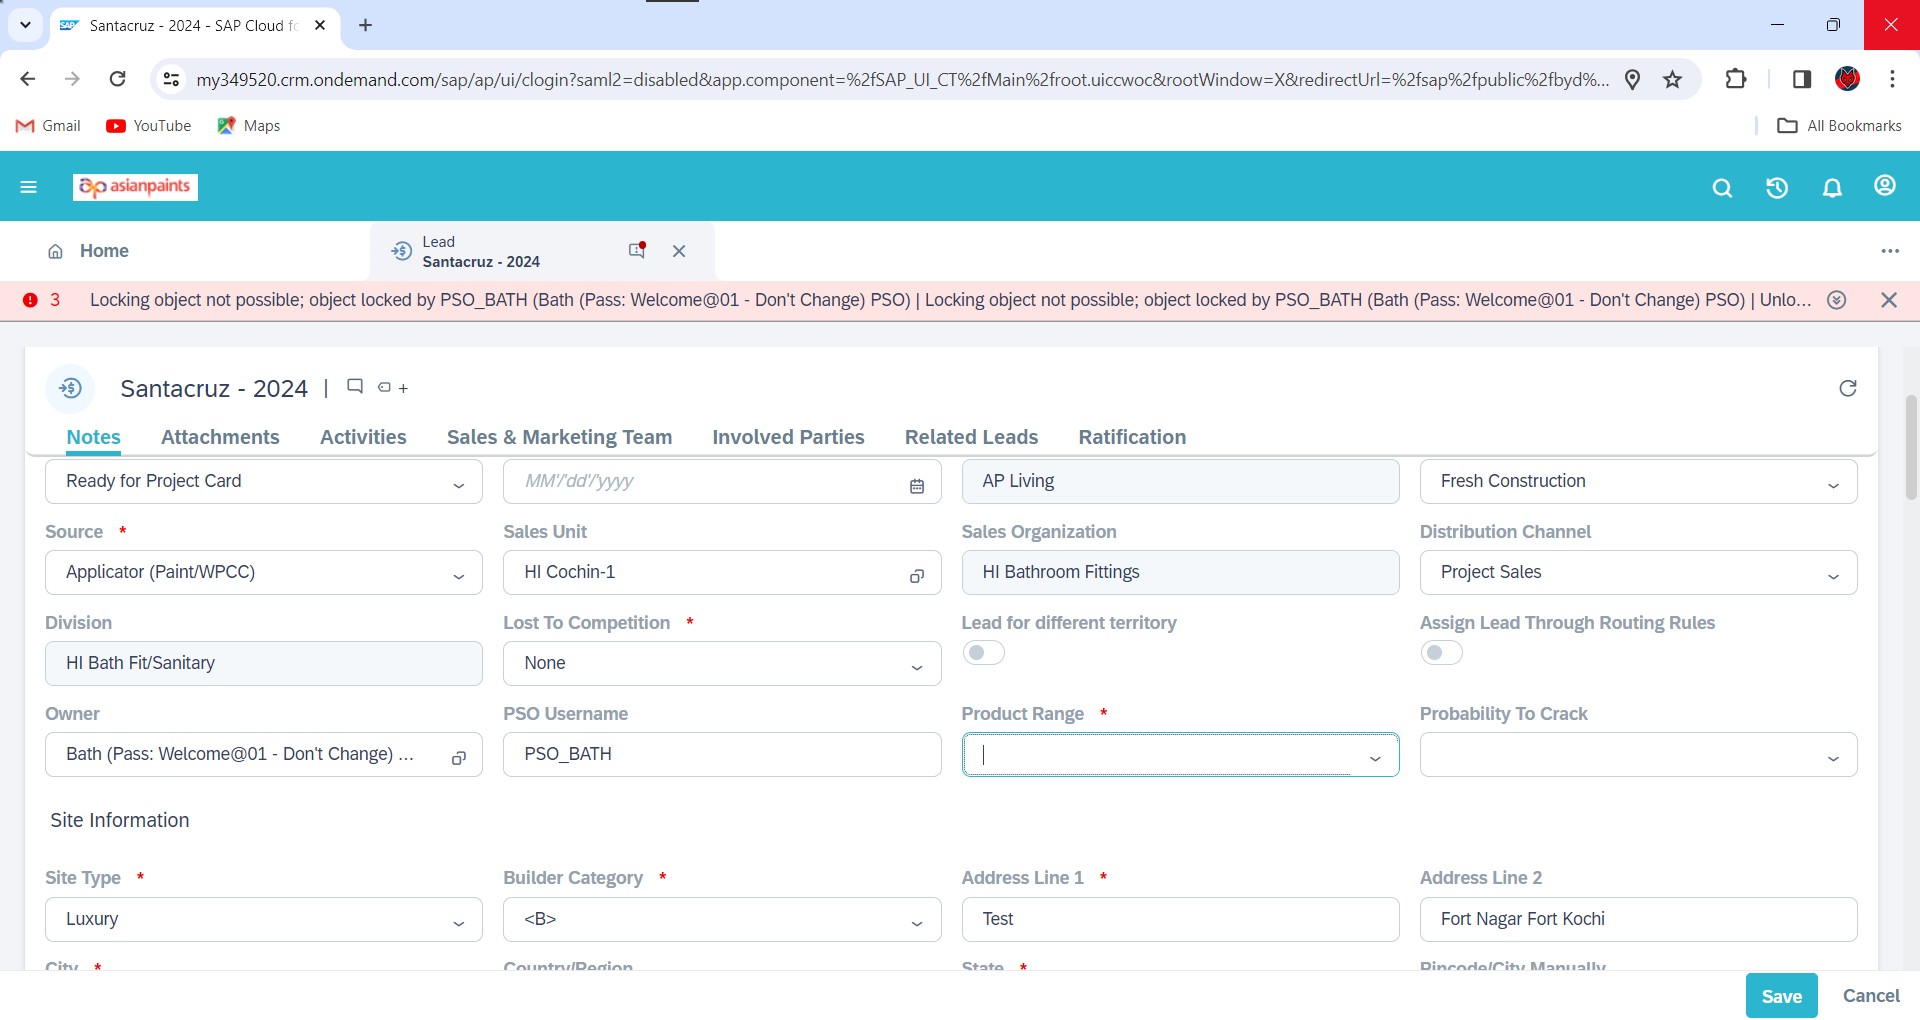 Santacruz - 2024 - SAP Cloud fo
my349520.crm.ondemand.com/sap/ap/ui/clogin?saml2=disabled&app.component=%2fSAP_UI_CT%2fMain%2froot.uiccwoc&rootWindow=X&redirectUrl=%2fsap%2fpublic%2fbyd%...
Gmail YouTube Maps All Bookmarks
asianpaints
Home
Lead
Santacruz - 2024
3 Locking object not possible; object locked by PSO_BATH (Bath (Pass: Welcome@01 - Don't Change) PSO) | Locking object not possible; object locked by PSO_BATH (Bath (Pass: Welcome@01 - Don't Change) PSO) | Unlo...
Santacruz - 2024 |
Notes Attachments Activities Sales & Marketing Team Involved Parties Related Leads Ratification
Ready for Project Card MM'/'dd'/'yyyy AP Living Fresh Construction
Source * Sales Unit Sales Organization Distribution Channel
Applicator (Paint/WPCC) HI Cochin-1 HI Bathroom Fittings Project Sales
Division Lost To Competition * Lead for different territory Assign Lead Through Routing Rules
HI Bath Fit/Sanitary None
Owner PSO Username Product Range * Probability To Crack
Bath (Pass: Welcome@01 - Don't Change) ... PSO_BATH
Site Information
Site Type * Builder Category * Address Line 1 * Address Line 2
Luxury <B> Test Fort Nagar Fort Kochi
City * Country/Region State * Pincode/City Manually
Save Cancel